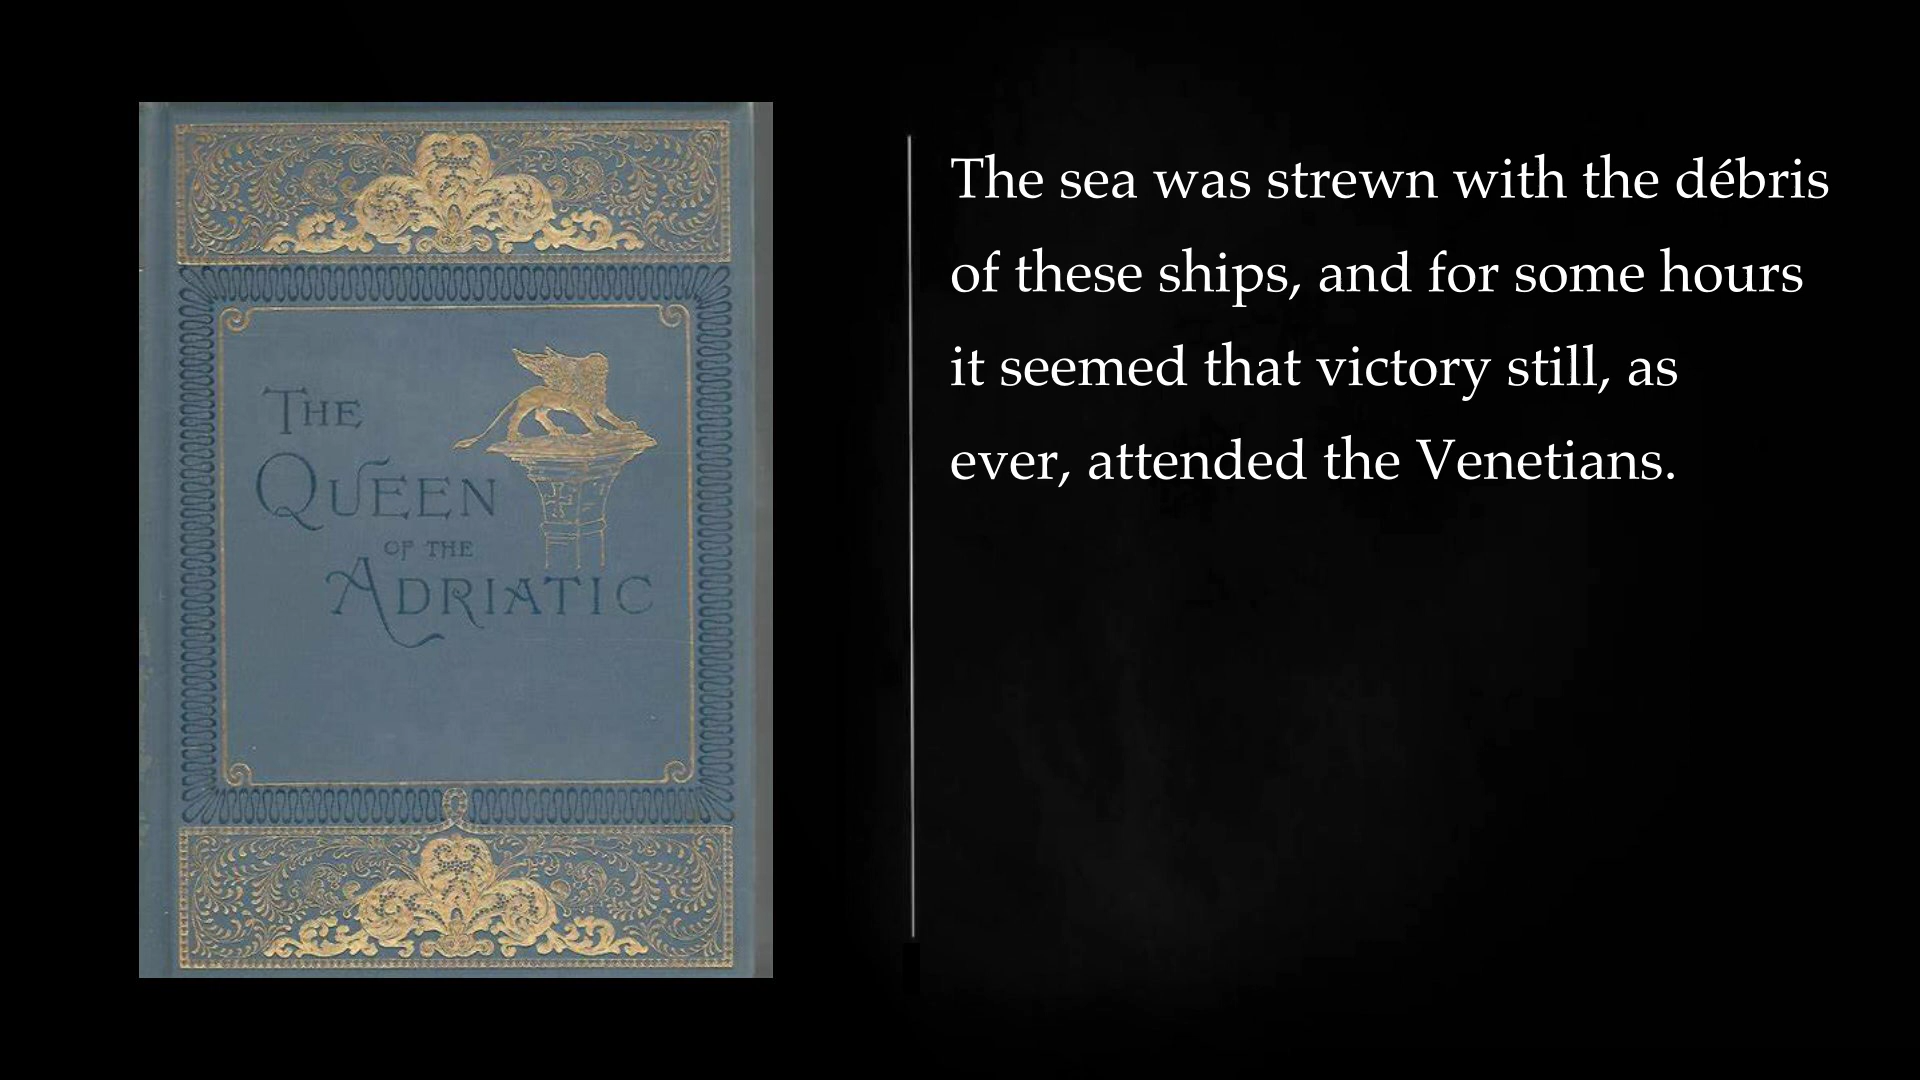 THE
QUEEN
OF THE
ADRIATIC
The sea was strewn with the débris
of these ships, and for some hours
it seemed that victory still, as
ever, attended the Venetians.